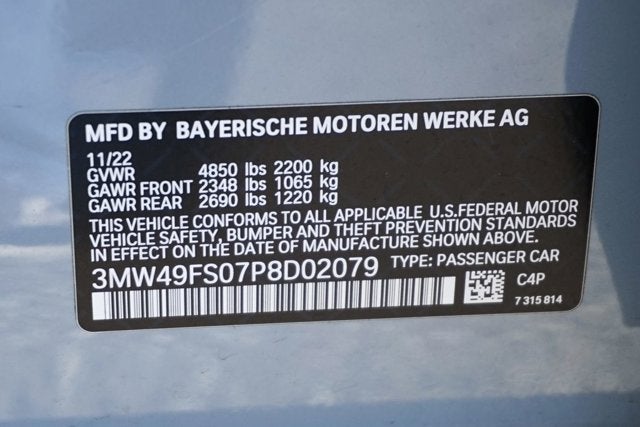 MFD BY BAYERISCHE MOTOREN WERKE AG
11/22
GVWR 4850 lbs 2200 kg
GAWR FRONT 2348 lbs 1065 kg
GAWR REAR 2690 lbs 1220 kg
THIS VEHICLE CONFORMS TO ALL APPLICABLE U.S.FEDERAL MOTOR
VEHICLE SAFETY, BUMPER AND THEFT PREVENTION STANDARDS
IN EFFECT ON THE DATE OF MANUFACTURE SHOWN ABOVE.
3MW49FS07P8D02079 TYPE: PASSENGER CAR
C4P
7 315 814